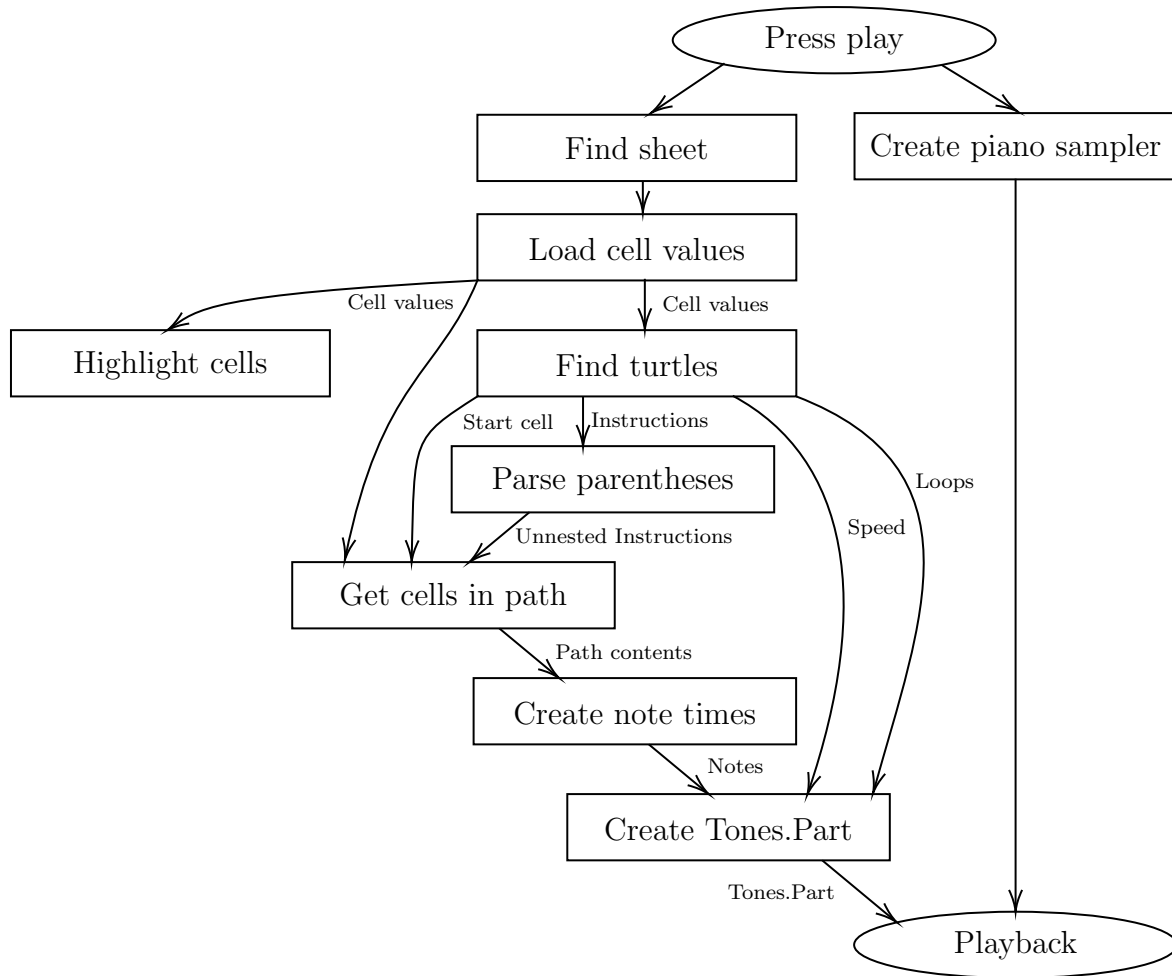 Press play
Find sheet
Create piano sampler
Load cell values
Cell values
Cell values
Highlight cells
Find turtles
Start cell
Instructions
Parse parentheses
Loops
Speed
Unnested Instructions
Get cells in path
Path contents
Create note times
Notes
Create Tones.Part
Tones.Part
Playback